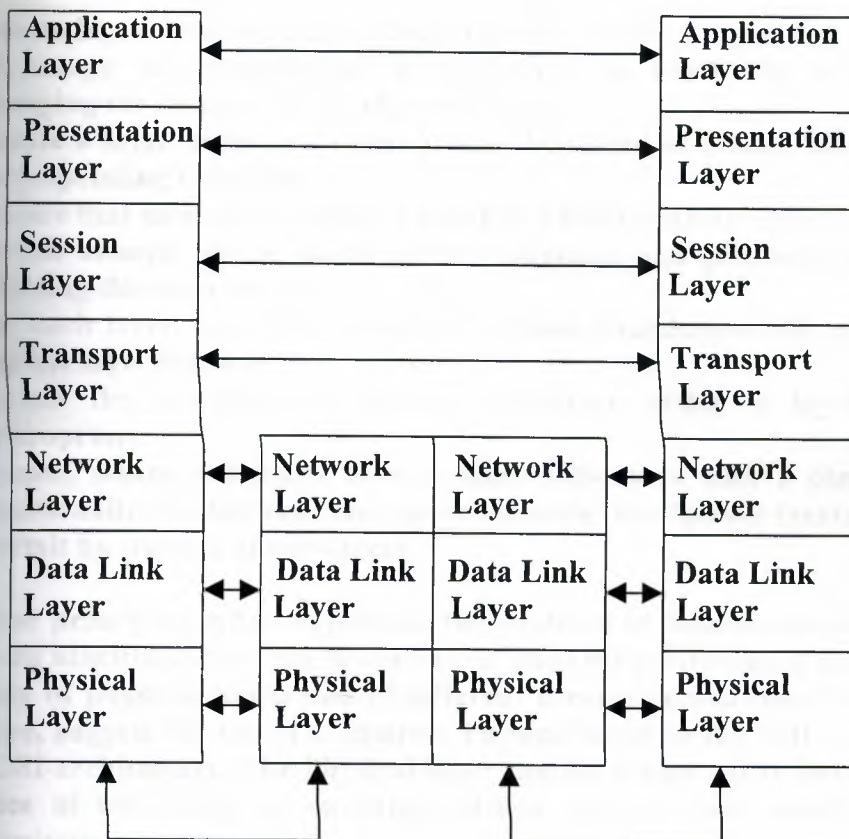 Application
Layer
Application
Layer
Presentation
Layer
Presentation
Layer
Session
Layer
Session
Layer
Transport
Layer
Transport
Layer
Network
Layer
Network
Layer
Network
Layer
Network
Layer
Data Link
Layer
Data Link
Layer
Data Link
Layer
Data Link
Layer
Physical
Layer
Physical
Layer
Physical
Layer
Physical
Layer